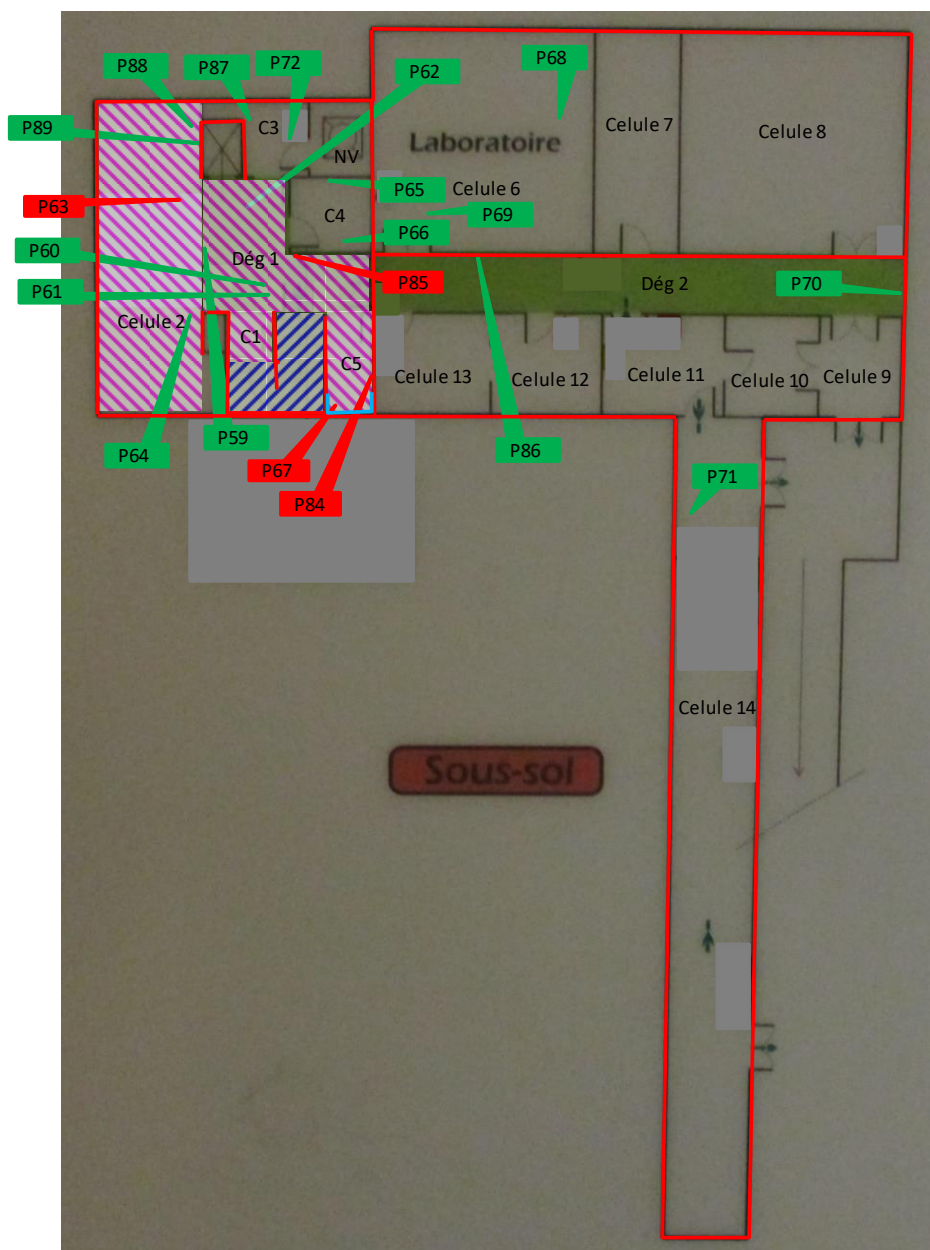 P88
P87
P72
P62
P68
P89
C3
Celule 7
Celule 8
Laboratoire
NV
P65
Celule 6
P63
C4
P69
P66
P60
Dég 1
P85
Dég 2
P70
P61
Celule 2
C1
C5
Celule 13
Celule 12
Celule 11
Celule 10
Celule 9
P64
P59
P86
P67
P71
P84
Celule 14
Sous-sol